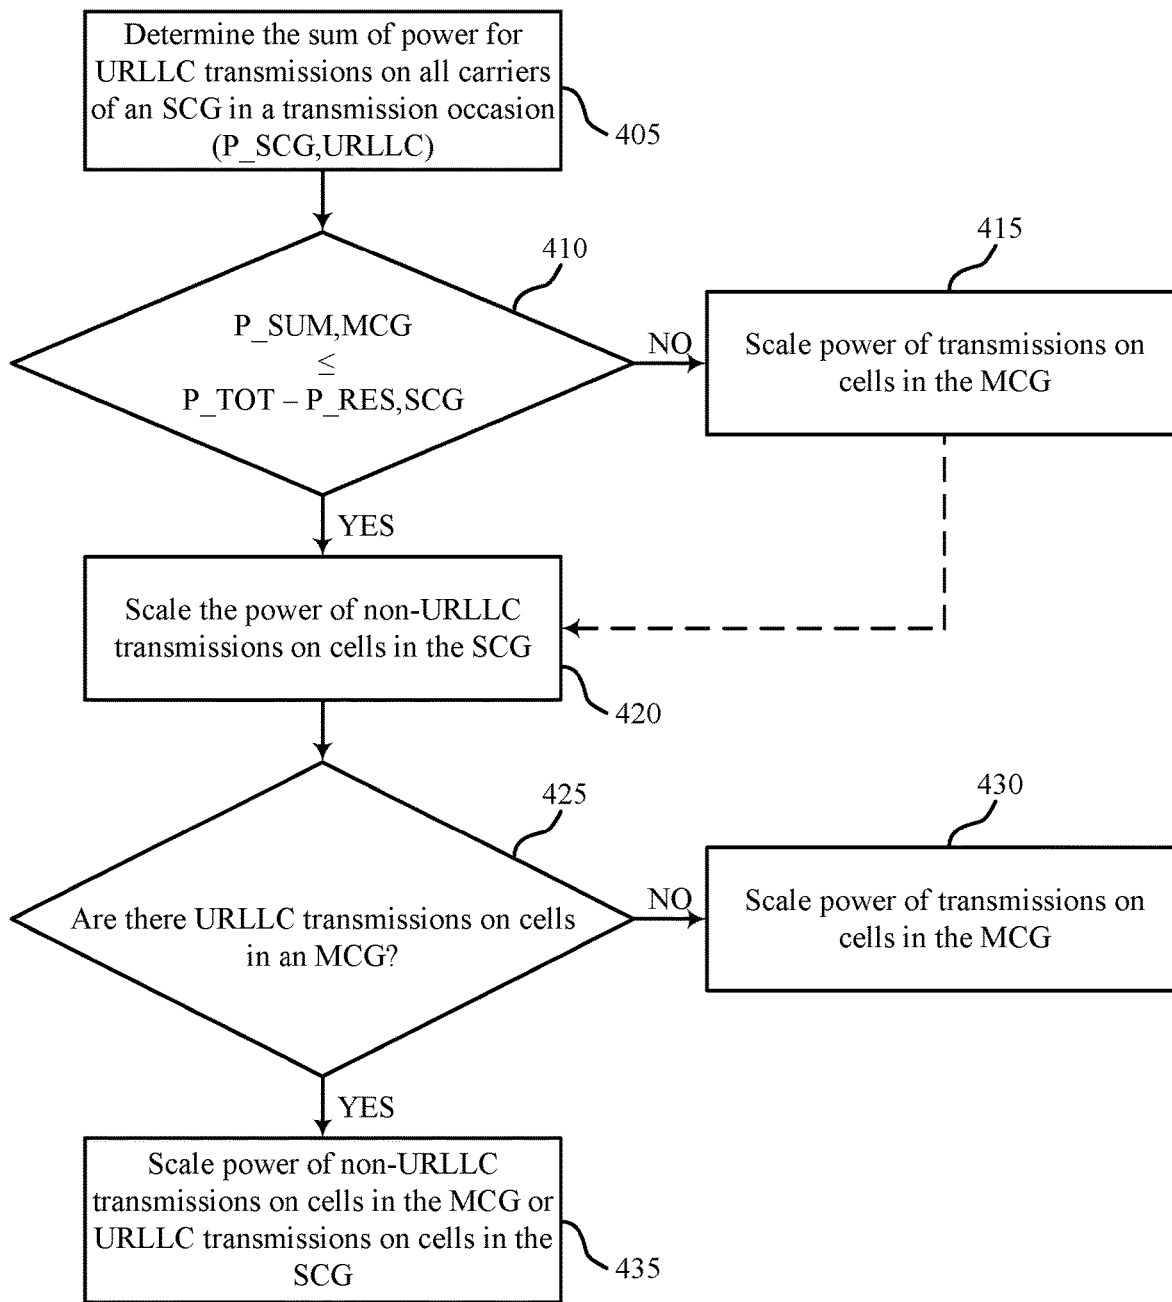 Determine the sum of power for
URLLC transmissions on all carriers
of an SCG in a transmission occasion
(P_SCG,URLLC)
405
410
P_SUM,MCG
≤
P_TOT – P_RES,SCG
NO
415
Scale power of transmissions on
cells in the MCG
YES
Scale the power of non-URLLC
transmissions on cells in the SCG
420
425
Are there URLLC transmissions on cells
in an MCG?
NO
430
Scale power of transmissions on
cells in the MCG
YES
Scale power of non-URLLC
transmissions on cells in the MCG or
URLLC transmissions on cells in the
SCG
435